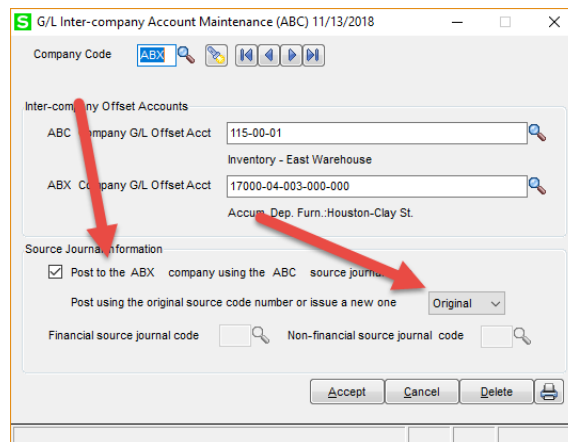 S G/L Inter-company Account Maintenance (ABC) 11/13/2018
Company Code ABX
Inter-company Offset Accounts
ABC Company G/L Offset Acct 115-00-01
Inventory - East Warehouse
ABX Company G/L Offset Acct 17000-04-003-000-000
Accum. Dep. Furn.:Houston-Clay St.
Source Journal Information
Post to the ABX company using the ABC source journal
Post using the original source code number or issue a new one Original
Financial source journal code Non-financial source journal code
Accept Cancel Delete